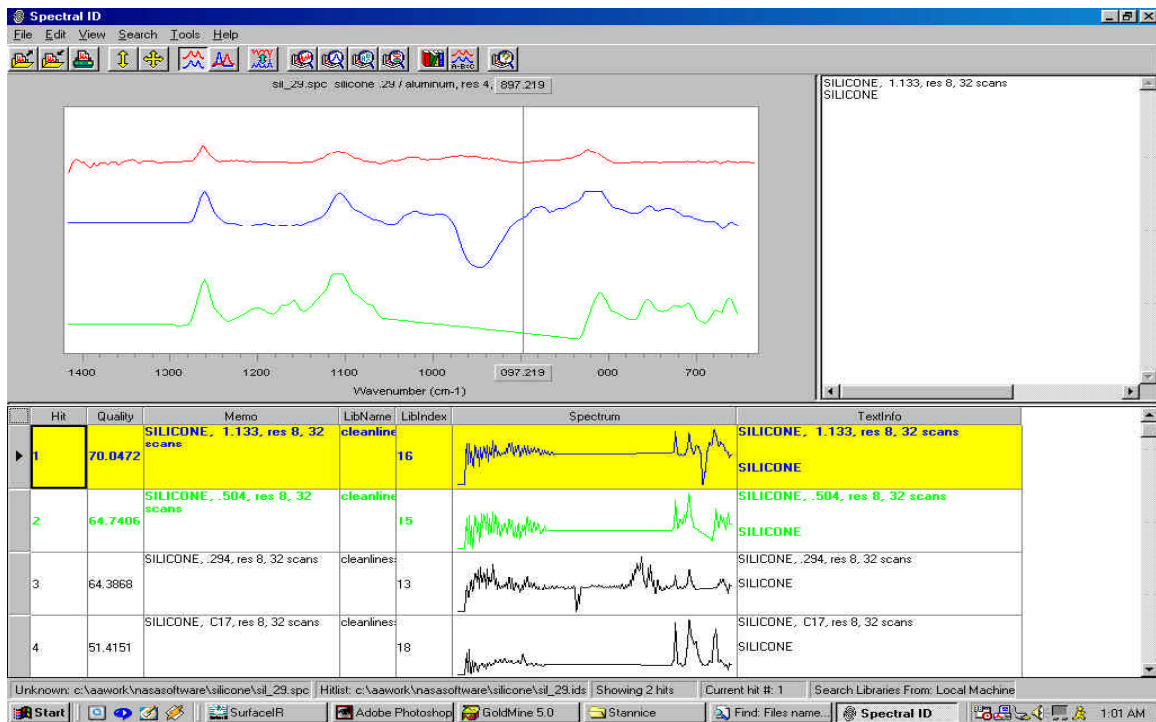 Spectral ID
File Edit View Search Tools Help
A-B=C
sil_29.spc silicone .29 / aluminum, res 4, 897.219
SILICONE, 1.133, res 8, 32 scans
SILICONE
1400 1300 1200 1100 1000 897.219 800 700
Wavenumber (cm-1)
Hit Quality Memo LibName LibIndex Spectrum TextInfo
1 70.0472 SILICONE, 1.133, res 8, 32 scans cleanline 16 SILICONE, 1.133, res 8, 32 scans
SILICONE
2 64.7406 SILICONE, .504, res 8, 32 scans cleanline 15 SILICONE, .504, res 8, 32 scans
SILICONE
3 64.3868 SILICONE, .294, res 8, 32 scans cleanlines 13 SILICONE, .294, res 8, 32 scans
SILICONE
4 51.4151 SILICONE, C17, res 8, 32 scans cleanlines 18 SILICONE, C17, res 8, 32 scans
SILICONE
Unknown: c:\aawork\nasasoftware\silicone\sil_29.spc Hitlist: c:\aawork\nasasoftware\silicone\sil_29.ids Showing 2 hits Current hit #: 1 Search Libraries From: Local Machine
Start SurfaceIR Adobe Photoshop GoldMine 5.0 Stannice Find: Files name... Spectral ID 1:01 AM